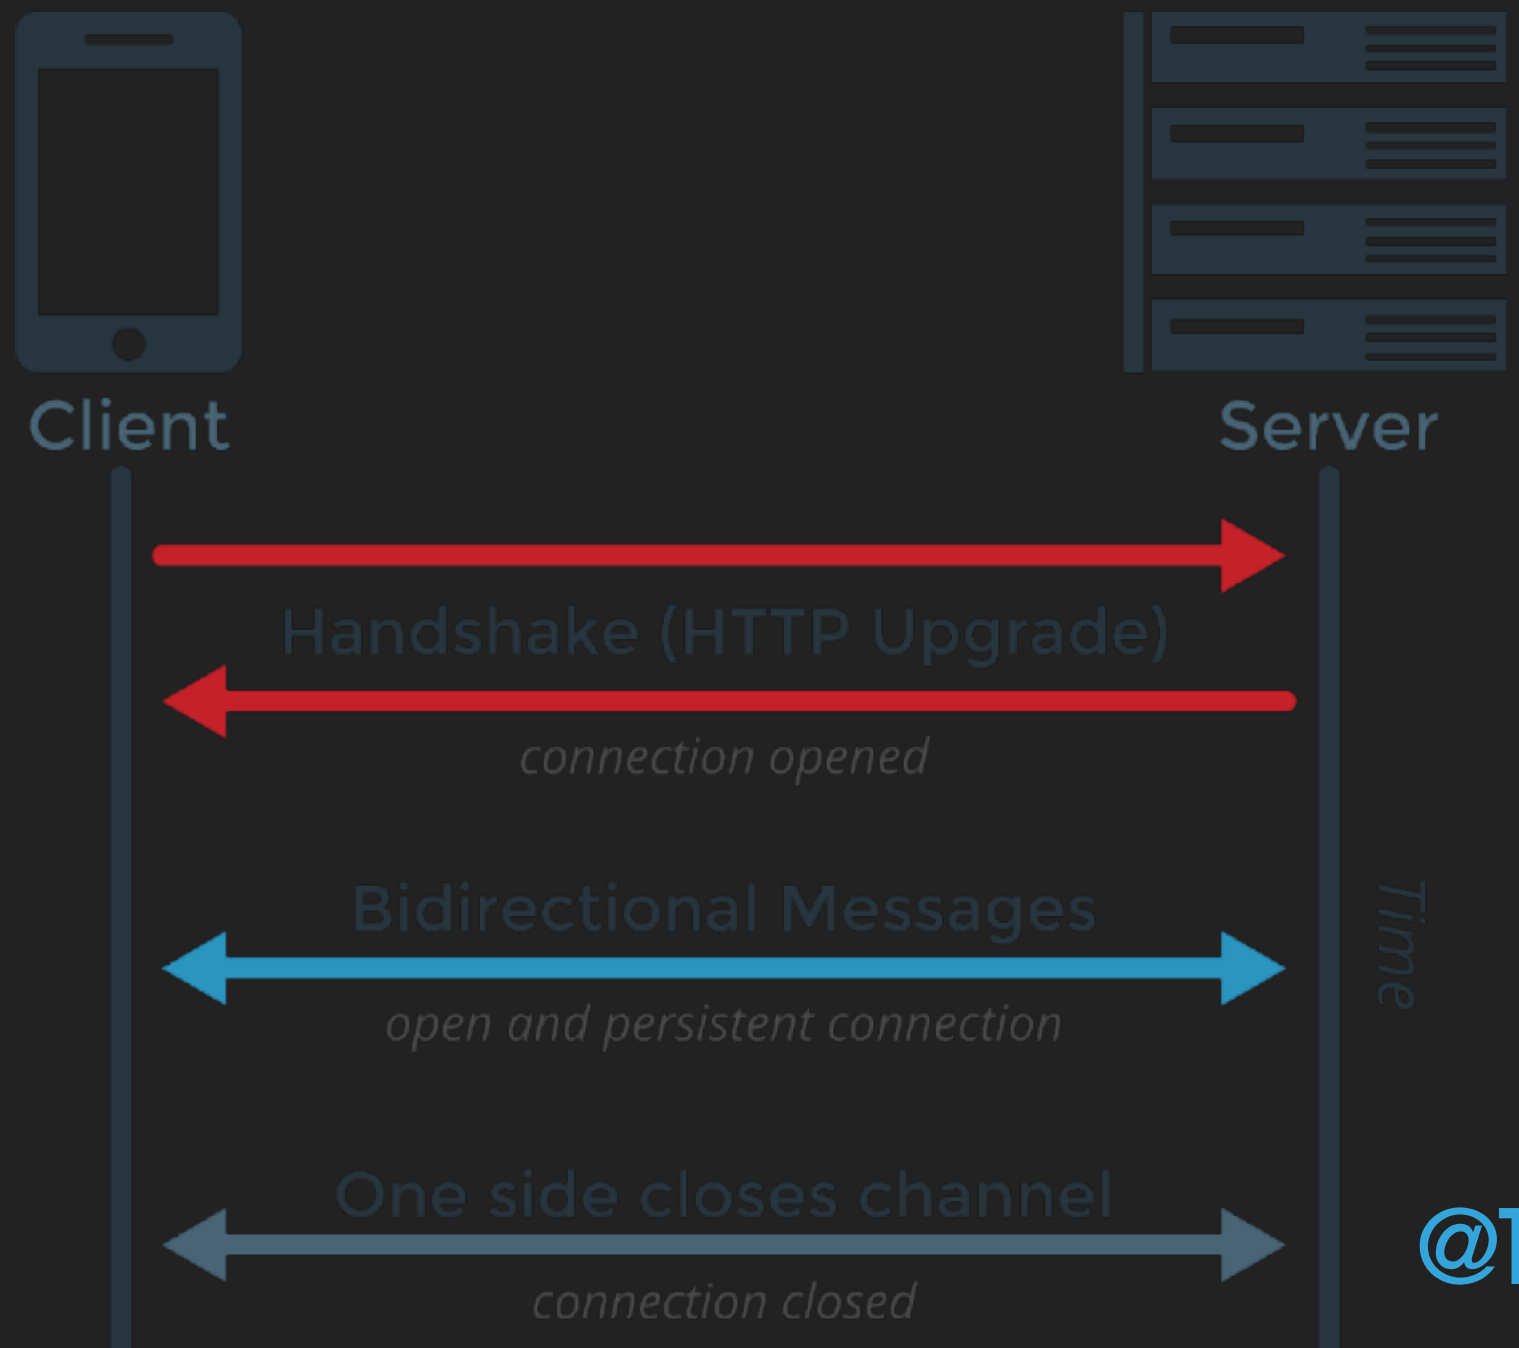 Client
Server
Handshake (HTTP Upgrade)
connection opened
Bidirectional Messages
open and persistent connection
Time
One side closes channel
connection closed